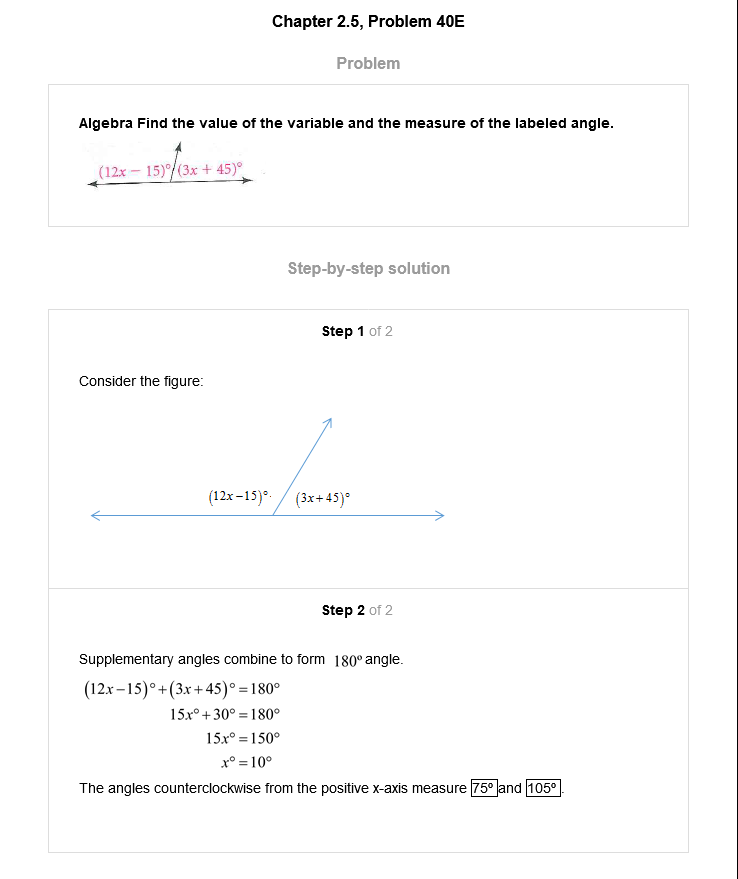 Chapter 2.5, Problem 40E
Problem
Algebra Find the value of the variable and the measure of the labeled angle.
(12x − 15)° (3x + 45)°
Step-by-step solution
Step 1 of 2
Consider the figure:
(12x−15)° (3x+45)°
Step 2 of 2
Supplementary angles combine to form 180° angle.
(12x−15)°+(3x+45)°=180°
15x°+30°=180°
15x°=150°
x°=10°
The angles counterclockwise from the positive x-axis measure 75° and 105°.